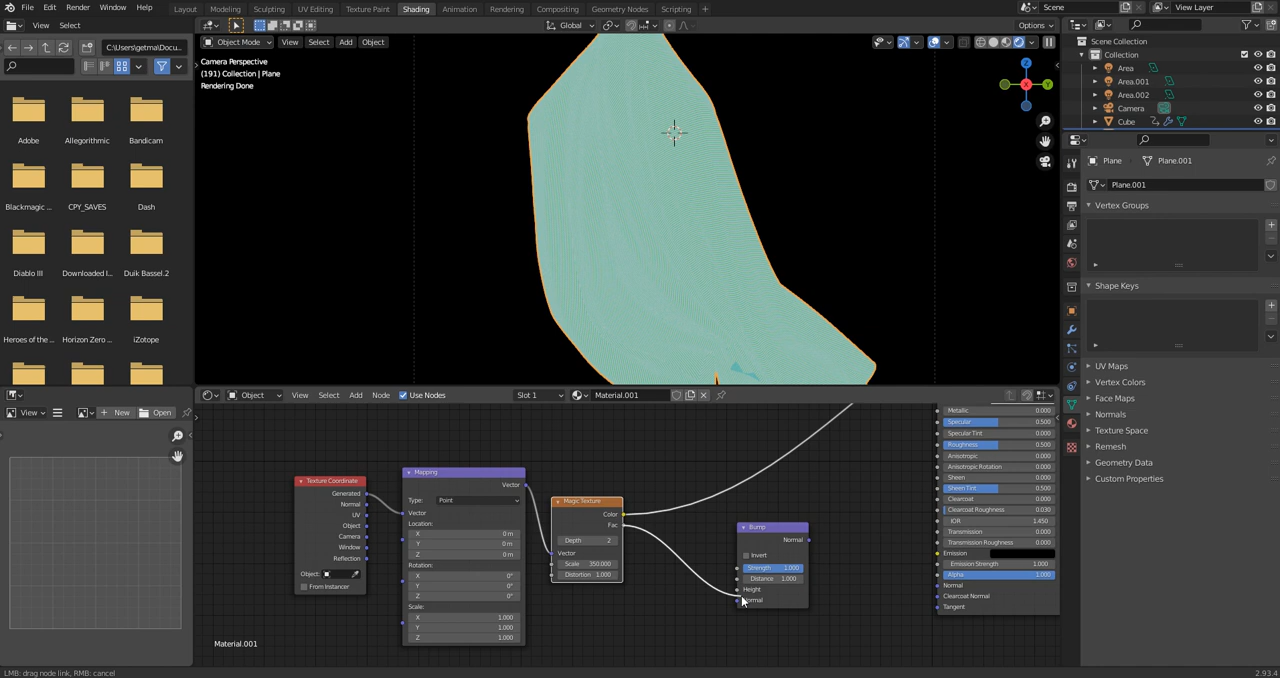 File Edit Render Window Help
Layout Modeling Sculpting UV Editing Texture Paint Shading Animation Rendering Compositing Geometry Nodes Scripting
Scene
View Layer
View Select
Global
Options
C:\Users\getma\Docu...
Object Mode View Select Add Object
Camera Perspective
(191) Collection | Plane
Rendering Done
Z
Y
X
Adobe
Allegorithmic
Bandicam
Blackmagic ...
CPY_SAVES
Dash
Diablo III
Downloaded I...
Duik Bassel.2
Heroes of the ...
Horizon Zero ...
iZotope
Scene Collection
Collection
Area
Area.001
Area.002
Camera
Cube
Plane
Plane.001
Plane.001
Vertex Groups
Shape Keys
UV Maps
Vertex Colors
Face Maps
Normals
Texture Space
Remesh
Geometry Data
Custom Properties
View
New
Open
Object View Select Add Node Use Nodes
Slot 1
Material.001
Texture Coordinate
Generated
Normal
UV
Object
Camera
Window
Reflection
Object:
From Instancer
Mapping
Vector
Type: Point
Vector
Location:
X 0 m
Y 0 m
Z 0 m
Rotation:
X 0°
Y 0°
Z 0°
Scale:
X 1.000
Y 1.000
Z 1.000
Magic Texture
Color
Fac
Depth 2
Vector
Scale 350.000
Distortion 1.000
Bump
Normal
Invert
Strength 1.000
Distance 1.000
Height
Metallic 0.000
Specular 0.500
Specular Tint 0.000
Roughness 0.500
Anisotropic 0.000
Anisotropic Rotation 0.000
Sheen 0.000
Sheen Tint 0.500
Clearcoat 0.000
Clearcoat Roughness 0.030
IOR 1.450
Transmission 0.000
Transmission Roughness 0.000
Emission
Emission Strength 1.000
Alpha 1.000
Normal
Clearcoat Normal
Tangent
Material.001
LMB: drag node link, RMB: cancel
2.93.4